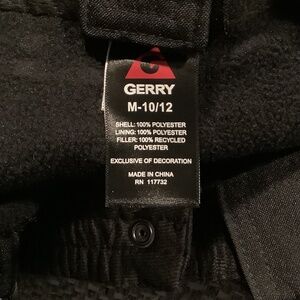 GERRY
M-10/12
SHELL: 100% POLYESTER
LINING: 100% POLYESTER
FILLER: 100% RECYCLED
POLYESTER
EXCLUSIVE OF DECORATION
MADE IN CHINA
RN 117732